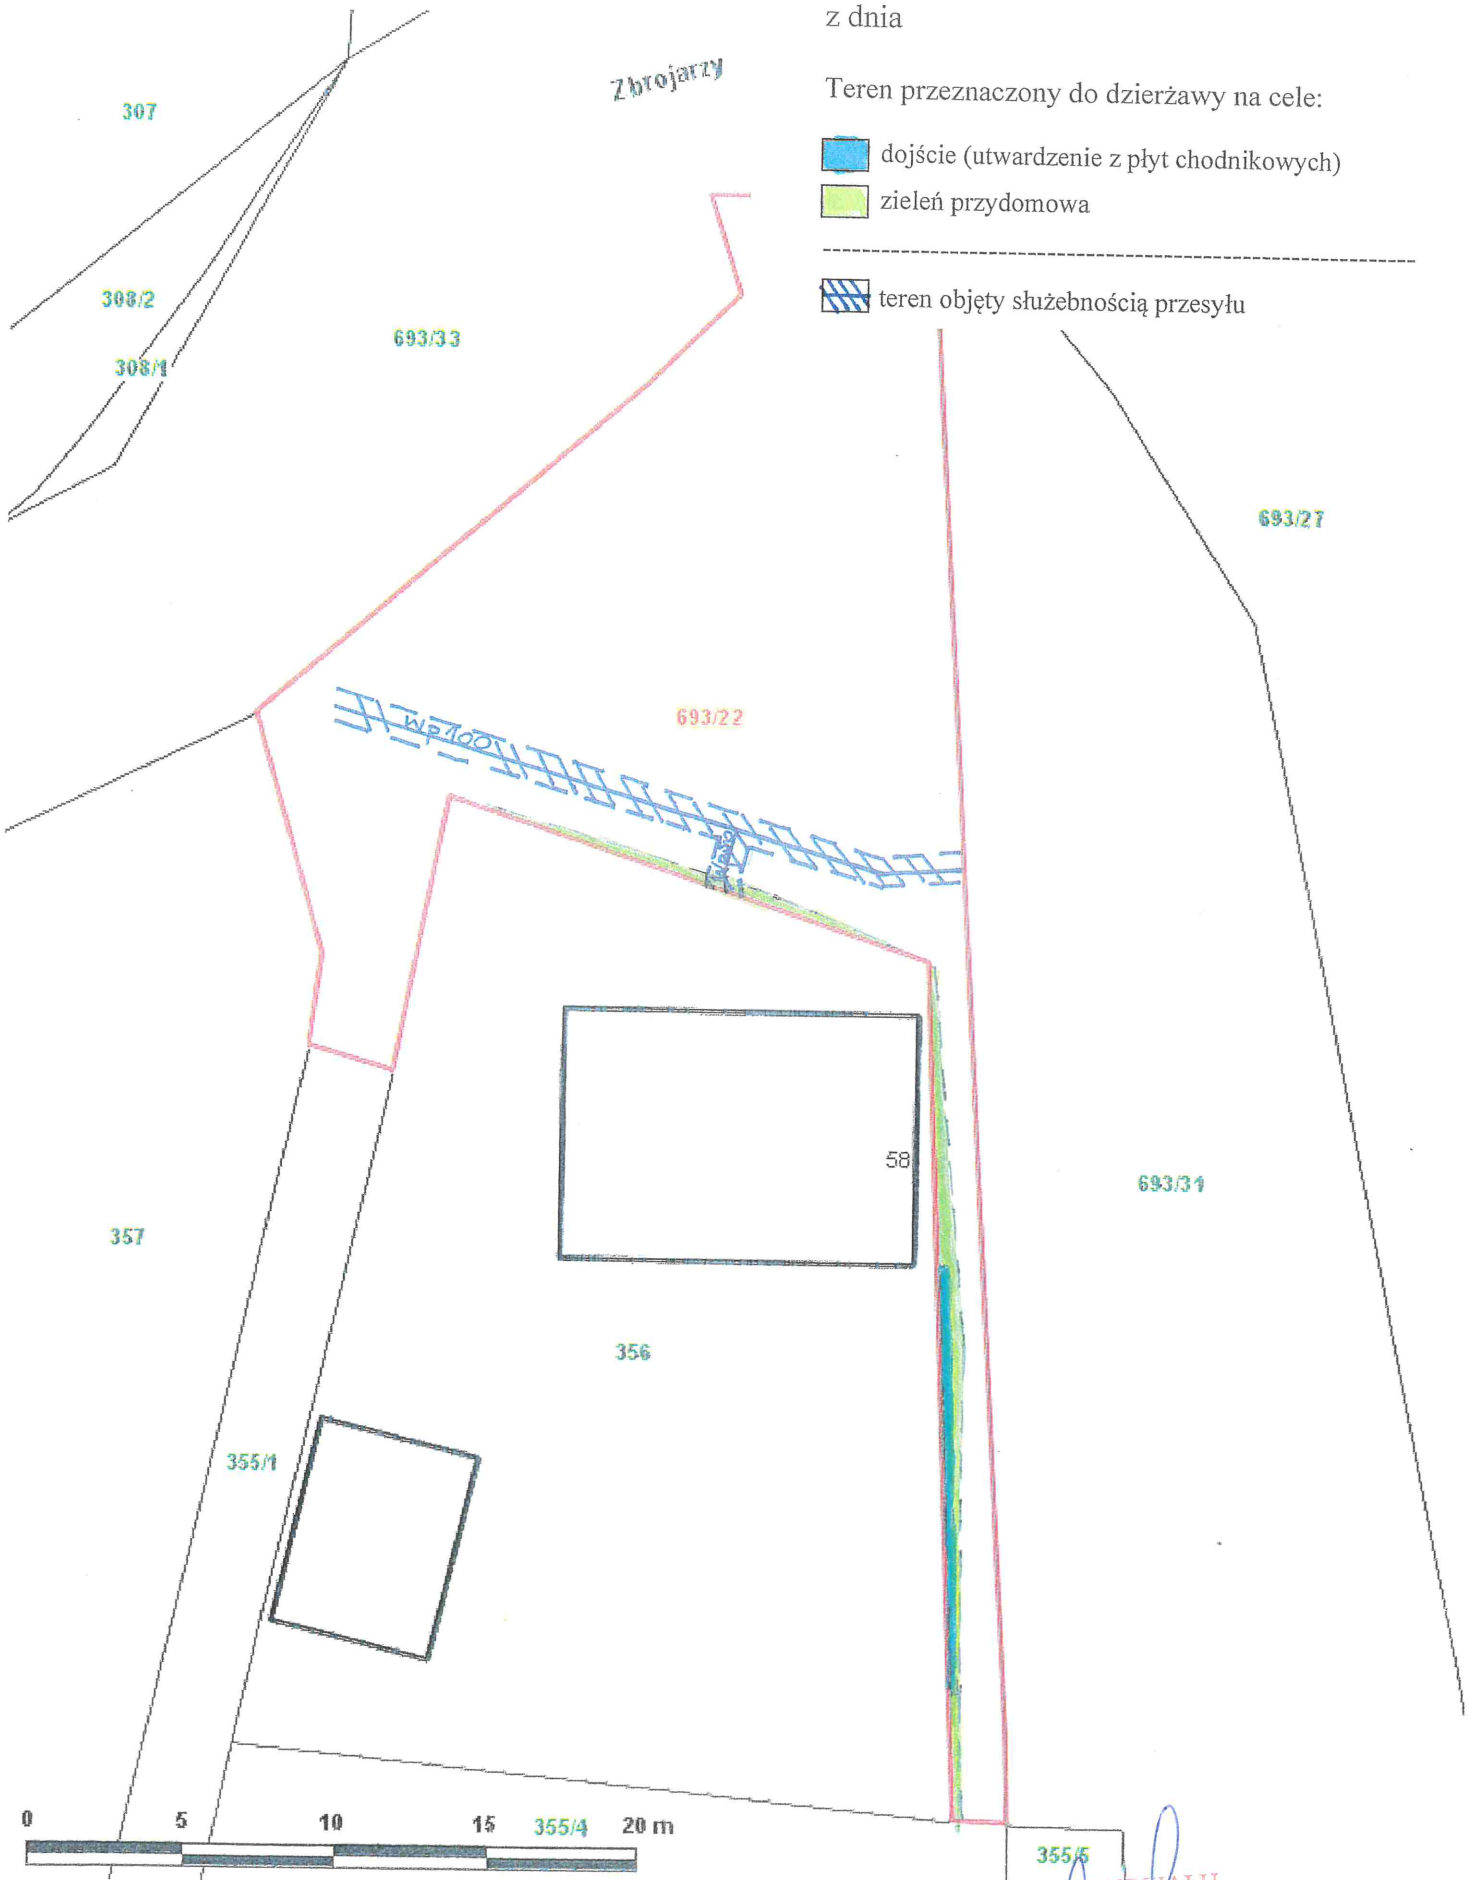 z dnia
Zbrojarzy
Teren przeznaczony do dzierżawy na cele:
dojście (utwardzenie z płyt chodnikowych)
zieleń przydomowa
teren objęty służebnością przesyłu
307
308/2
308/1
693/33
693/27
693/22
58
693/31
357
356
355/1
0 5 10 15 20 m
355/4
355/5